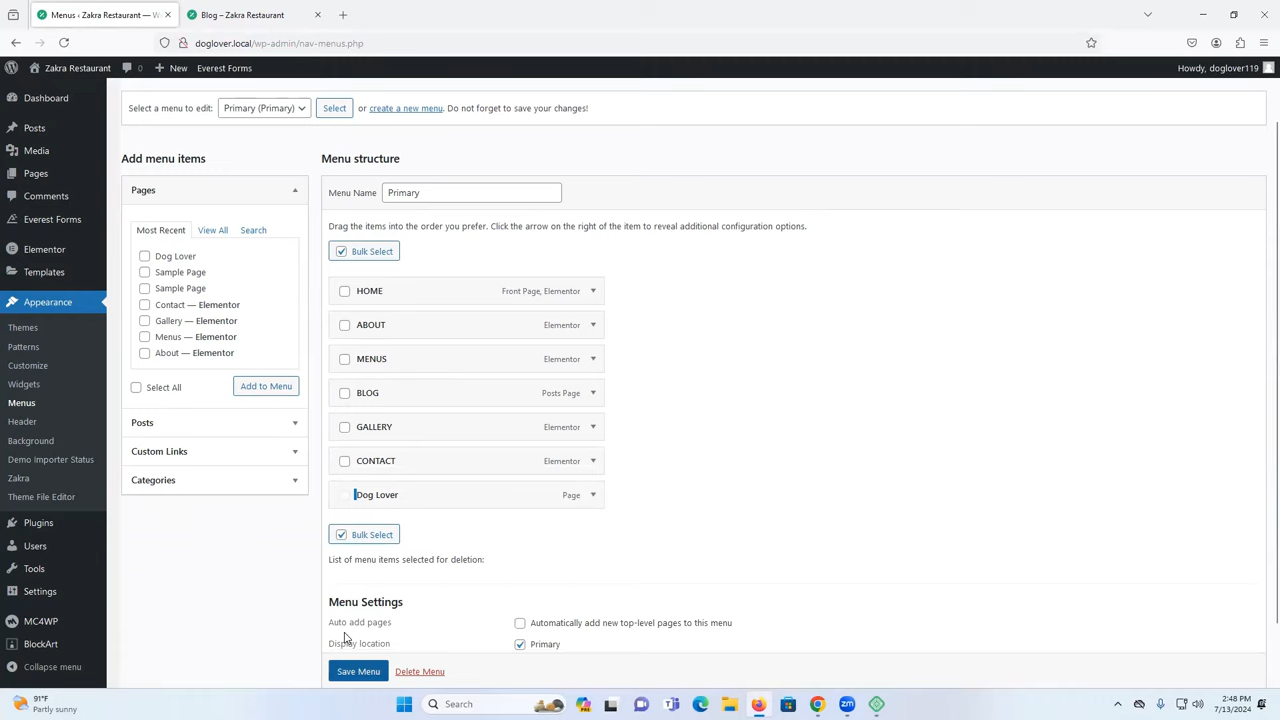 Menus ‹ Zakra Restaurant — W
Blog – Zakra Restaurant
doglover.local/wp-admin/nav-menus.php
Zakra Restaurant
0
New
Everest Forms
Howdy, doglover119
Dashboard
Posts
Media
Pages
Comments
Everest Forms
Elementor
Templates
Appearance
Themes
Patterns
Customize
Widgets
Menus
Header
Background
Demo Importer Status
Zakra
Theme File Editor
Plugins
Users
Tools
Settings
MC4WP
BlockArt
Collapse menu
Select a menu to edit: Primary (Primary) Select or create a new menu. Do not forget to save your changes!
Add menu items
Pages
Most Recent View All Search
Dog Lover
Sample Page
Sample Page
Contact — Elementor
Gallery — Elementor
Menus — Elementor
About — Elementor
Select All Add to Menu
Posts
Custom Links
Categories
Menu structure
Menu Name Primary
Drag the items into the order you prefer. Click the arrow on the right of the item to reveal additional configuration options.
Bulk Select
HOME Front Page, Elementor
ABOUT Elementor
MENUS Elementor
BLOG Posts Page
GALLERY Elementor
CONTACT Elementor
Dog Lover Page
Bulk Select
List of menu items selected for deletion:
Menu Settings
Auto add pages Automatically add new top-level pages to this menu
Display location Primary
Save Menu Delete Menu
91°F
Partly sunny
Search
2:48 PM
7/13/2024